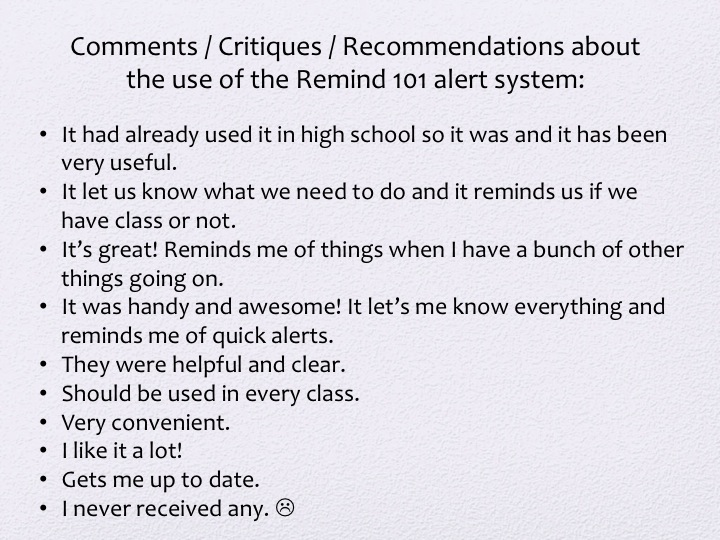 Comments / Critiques / Recommendations about
the use of the Remind 101 alert system:
• It had already used it in high school so it was and it has been
very useful.
• It let us know what we need to do and it reminds us if we
have class or not.
• It’s great! Reminds me of things when I have a bunch of other
things going on.
• It was handy and awesome! It let’s me know everything and
reminds me of quick alerts.
• They were helpful and clear.
• Should be used in every class.
• Very convenient.
• I like it a lot!
• Gets me up to date.
• I never received any. ☹